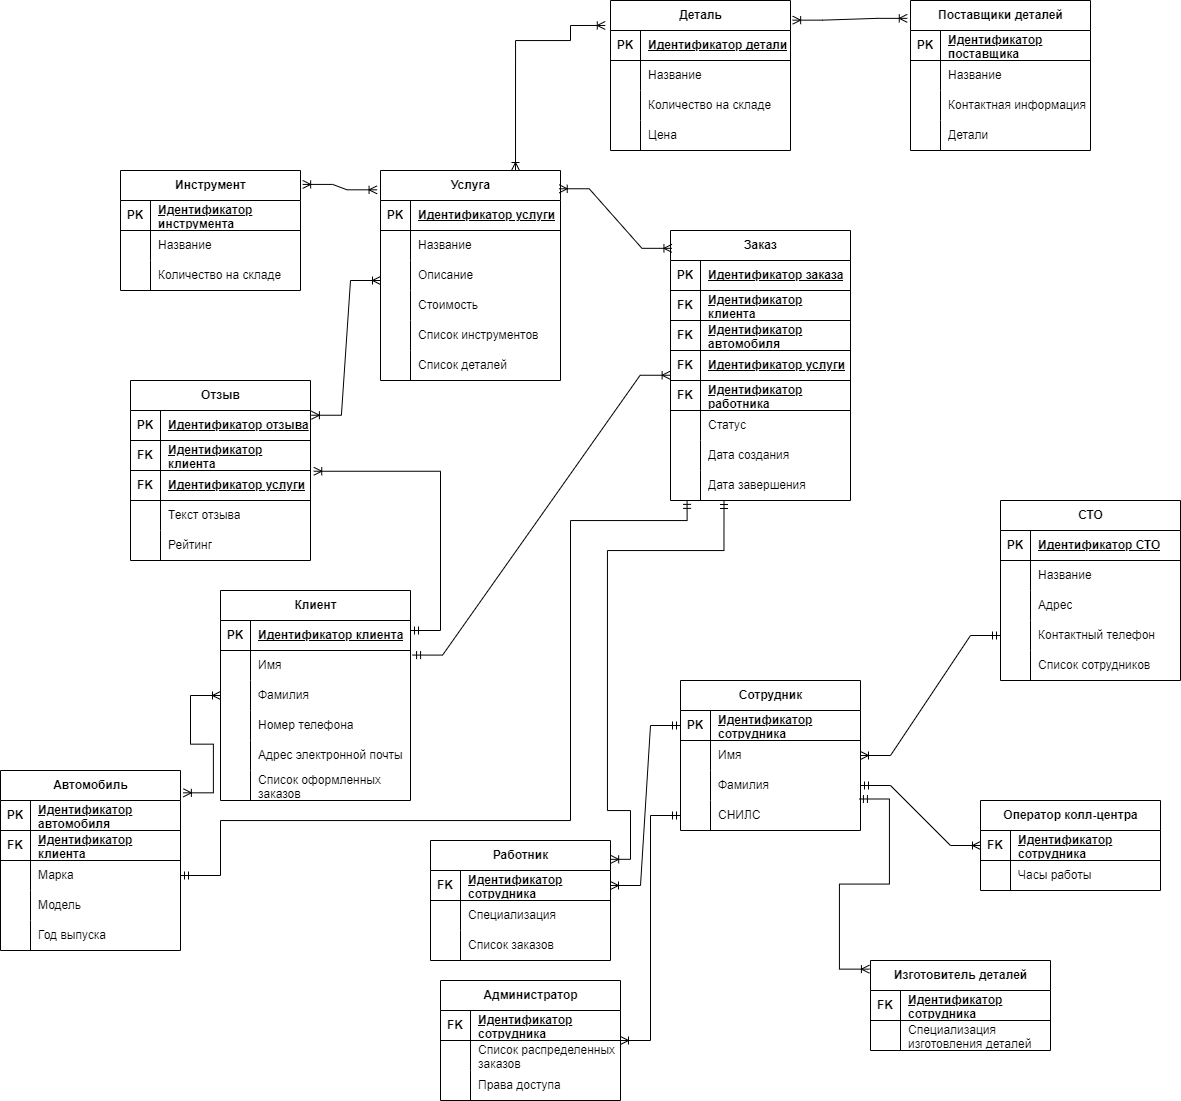 Деталь
PK Идентификатор детали
Название
Количество на складе
Цена
Поставщики деталей
PK Идентификатор
поставщика
Название
Контактная информация
Детали
Инструмент
PK Идентификатор
инструмента
Название
Количество на складе
Услуга
PK Идентификатор услуги
Название
Описание
Стоимость
Список инструментов
Список деталей
Заказ
PK Идентификатор заказа
FK Идентификатор
клиента
FK Идентификатор
автомобиля
FK Идентификатор услуги
FK Идентификатор
работника
Статус
Дата создания
Дата завершения
Отзыв
PK Идентификатор отзыва
FK Идентификатор
клиента
FK Идентификатор услуги
Текст отзыва
Рейтинг
СТО
PK Идентификатор СТО
Название
Адрес
Контактный телефон
Список сотрудников
Клиент
PK Идентификатор клиента
Имя
Фамилия
Номер телефона
Адрес электронной почты
Список оформленных
заказов
Сотрудник
PK Идентификатор
сотрудника
Имя
Фамилия
СНИЛС
Автомобиль
PK Идентификатор
автомобиля
FK Идентификатор
клиента
Марка
Модель
Год выпуска
Оператор колл-центра
FK Идентификатор
сотрудника
Часы работы
Работник
FK Идентификатор
сотрудника
Специализация
Список заказов
Изготовитель деталей
FK Идентификатор
сотрудника
Специализация
изготовления деталей
Администратор
FK Идентификатор
сотрудника
Список распределенных
заказов
Права доступа